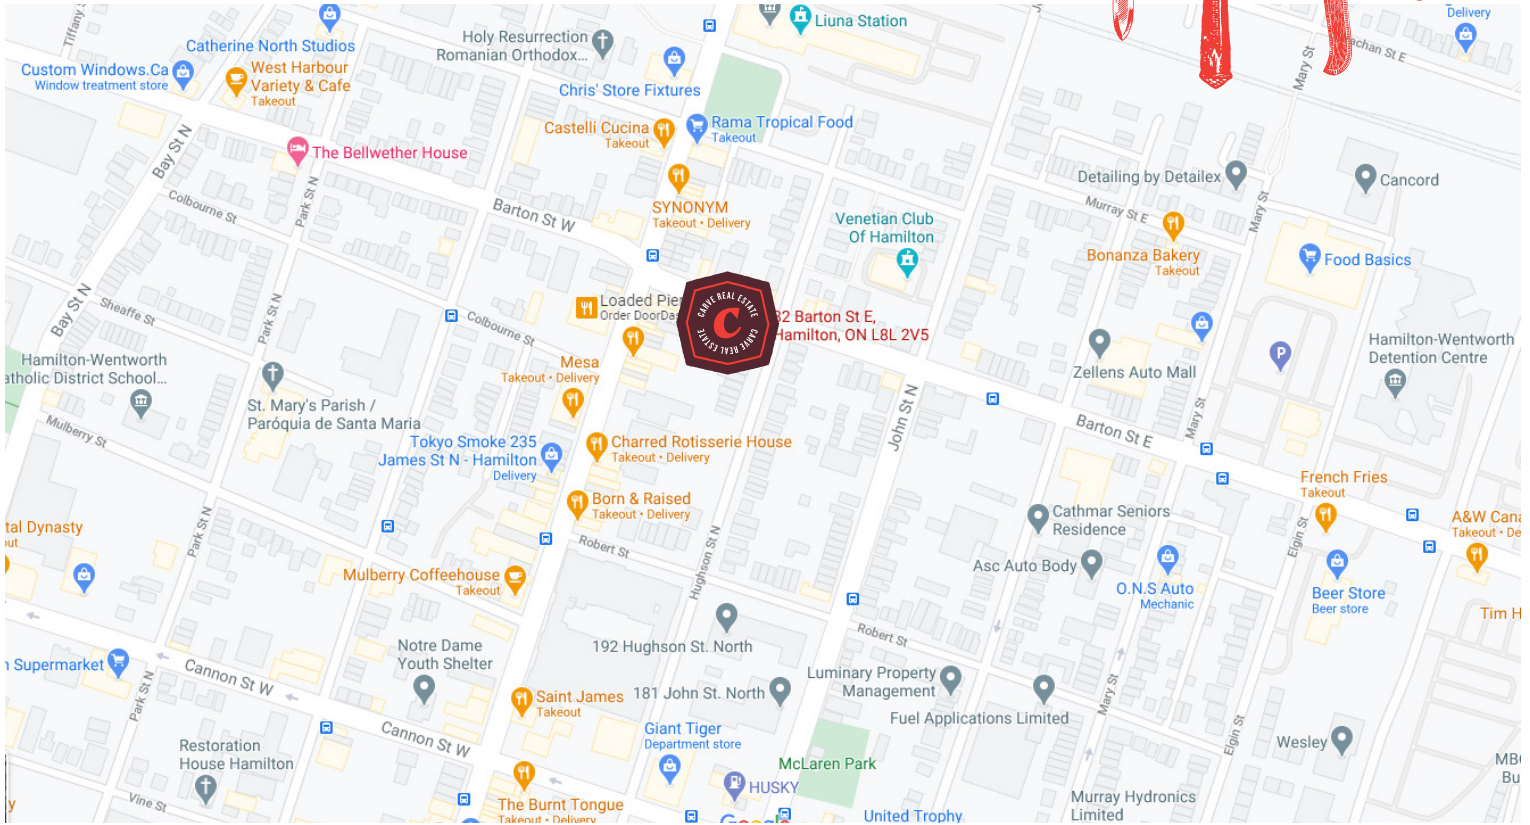 Tiffany S
Catherine North Studios
Custom Windows.Ca
Window treatment store
West Harbour
Variety & Cafe
Takeout
Holy Resurrection
Romanian Orthodox...
Chris' Store Fixtures
Liuna Station
Delivery
achan St E
Mary St
Castelli Cucina
Takeout
Rama Tropical Food
Takeout
The Bellwether House
Bay St N
Park St N
Colbourne St
Barton St W
SYNONYM
Takeout • Delivery
Venetian Club
Of Hamilton
Detailing by Detailex
Cancord
Murray St E
Mary St
Bonanza Bakery
Takeout
Food Basics
Bay St N
Sheaffe St
Park St N
Colbourne St
Loaded Pier
Order DoorDas
CARVE REAL ESTATE
C
CARVE REAL ESTATE
32 Barton St E,
Hamilton, ON L8L 2V5
P
Hamilton-Wentworth
Detention Centre
Hamilton-Wentworth
atholic District School...
Mesa
Takeout • Delivery
Zellens Auto Mall
St. Mary's Parish /
Paróquia de Santa Maria
Mulberry St
Tokyo Smoke 235
James St N - Hamilton
Delivery
Charred Rotisserie House
Takeout • Delivery
John St N
Barton St E
Mary St
French Fries
Takeout
Born & Raised
Takeout • Delivery
Cathmar Seniors
Residence
A&W Cana
Takeout • De
tal Dynasty
out
Park St N
Robert St
Hughson St N
Elgin St
Asc Auto Body
O.N.S Auto
Mechanic
Beer Store
Beer store
Tim H
Mulberry Coffeehouse
Takeout
192 Hughson St. North
Robert St
Notre Dame
Youth Shelter
n Supermarket
Cannon St W
Park St N
Saint James
Takeout
181 John St. North
Luminary Property
Management
Fuel Applications Limited
Mary St
Elgin St
Wesley
Cannon St W
Giant Tiger
Department store
Restoration
House Hamilton
McLaren Park
MBC
Bu
HUSKY
Vine St
The Burnt Tongue
Takeout • Delivery
Google
United Trophy
Murray Hydronics
Limited
y